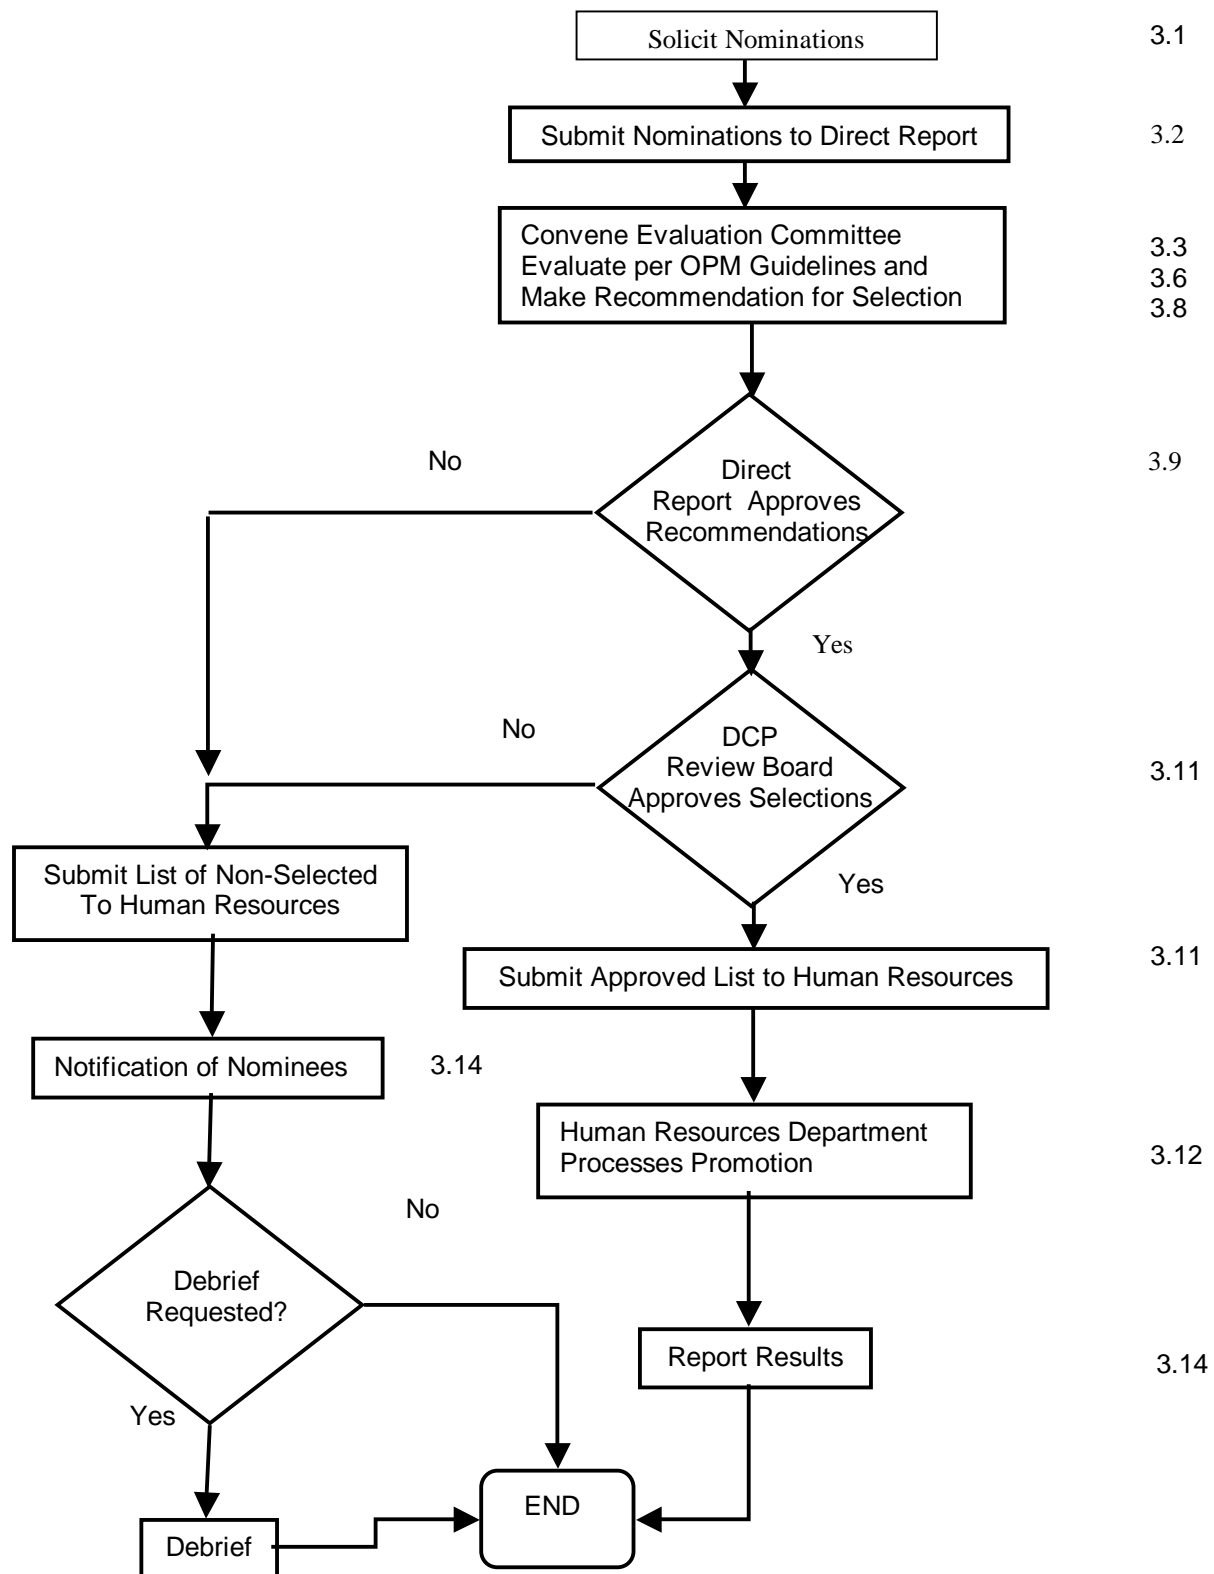 Solicit Nominations
3.1
Submit Nominations to Direct Report
3.2
Convene Evaluation Committee
Evaluate per OPM Guidelines and
Make Recommendation for Selection
3.3
3.6
3.8
No
Direct
Report Approves
Recommendations
3.9
Yes
No
DCP
Review Board
Approves Selections
3.11
Submit List of Non-Selected
To Human Resources
Yes
Submit Approved List to Human Resources
3.11
Notification of Nominees
3.14
Human Resources Department
Processes Promotion
3.12
No
Debrief
Requested?
Report Results
3.14
Yes
END
Debrief